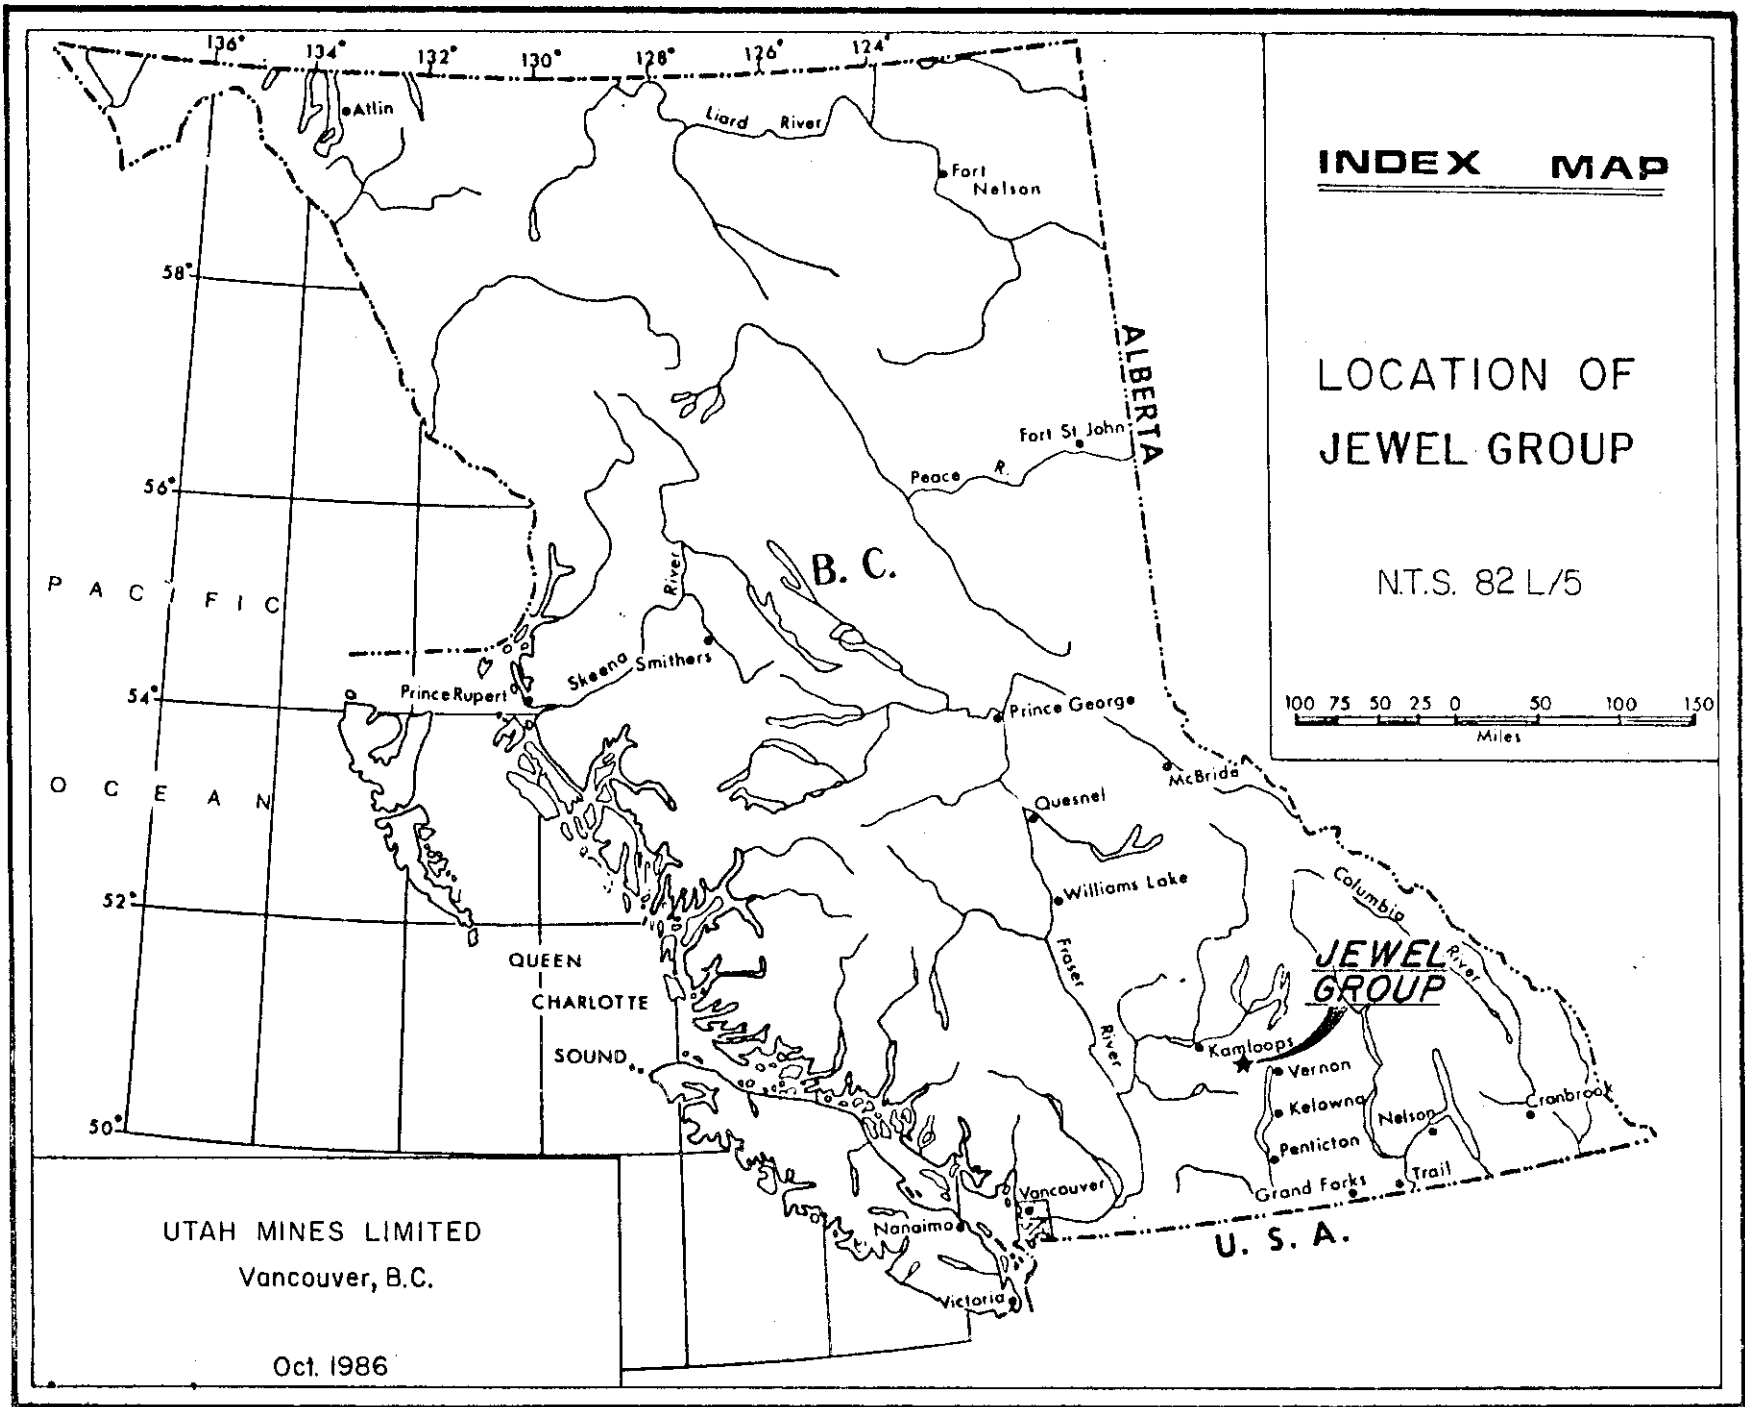 136° 134° 132° 130° 128° 126° 124°
Atlin
Liard River
Fort
Nelson
58°
ALBERTA
Fort St John
Peace R.
56°
B. C.
PACIFIC
River
Skeena
Smithers
54°
Prince Rupert
Prince George
McBride
OCEAN
Quesnel
Williams Lake
Columbia
River
52°
QUEEN
CHARLOTTE
SOUND
Fraser
River
JEWEL
GROUP
Kamloops
Vernon
Kelowna
Nelson
Cranbrook
50°
Penticton
Grand Forks
Trail
Vancouver
Nanaimo
Victoria
U. S. A.
INDEX MAP
LOCATION OF
JEWEL GROUP
N.T.S. 82 L/5
100 75 50 25 0 50 100 150
Miles
UTAH MINES LIMITED
Vancouver, B.C.
Oct. 1986